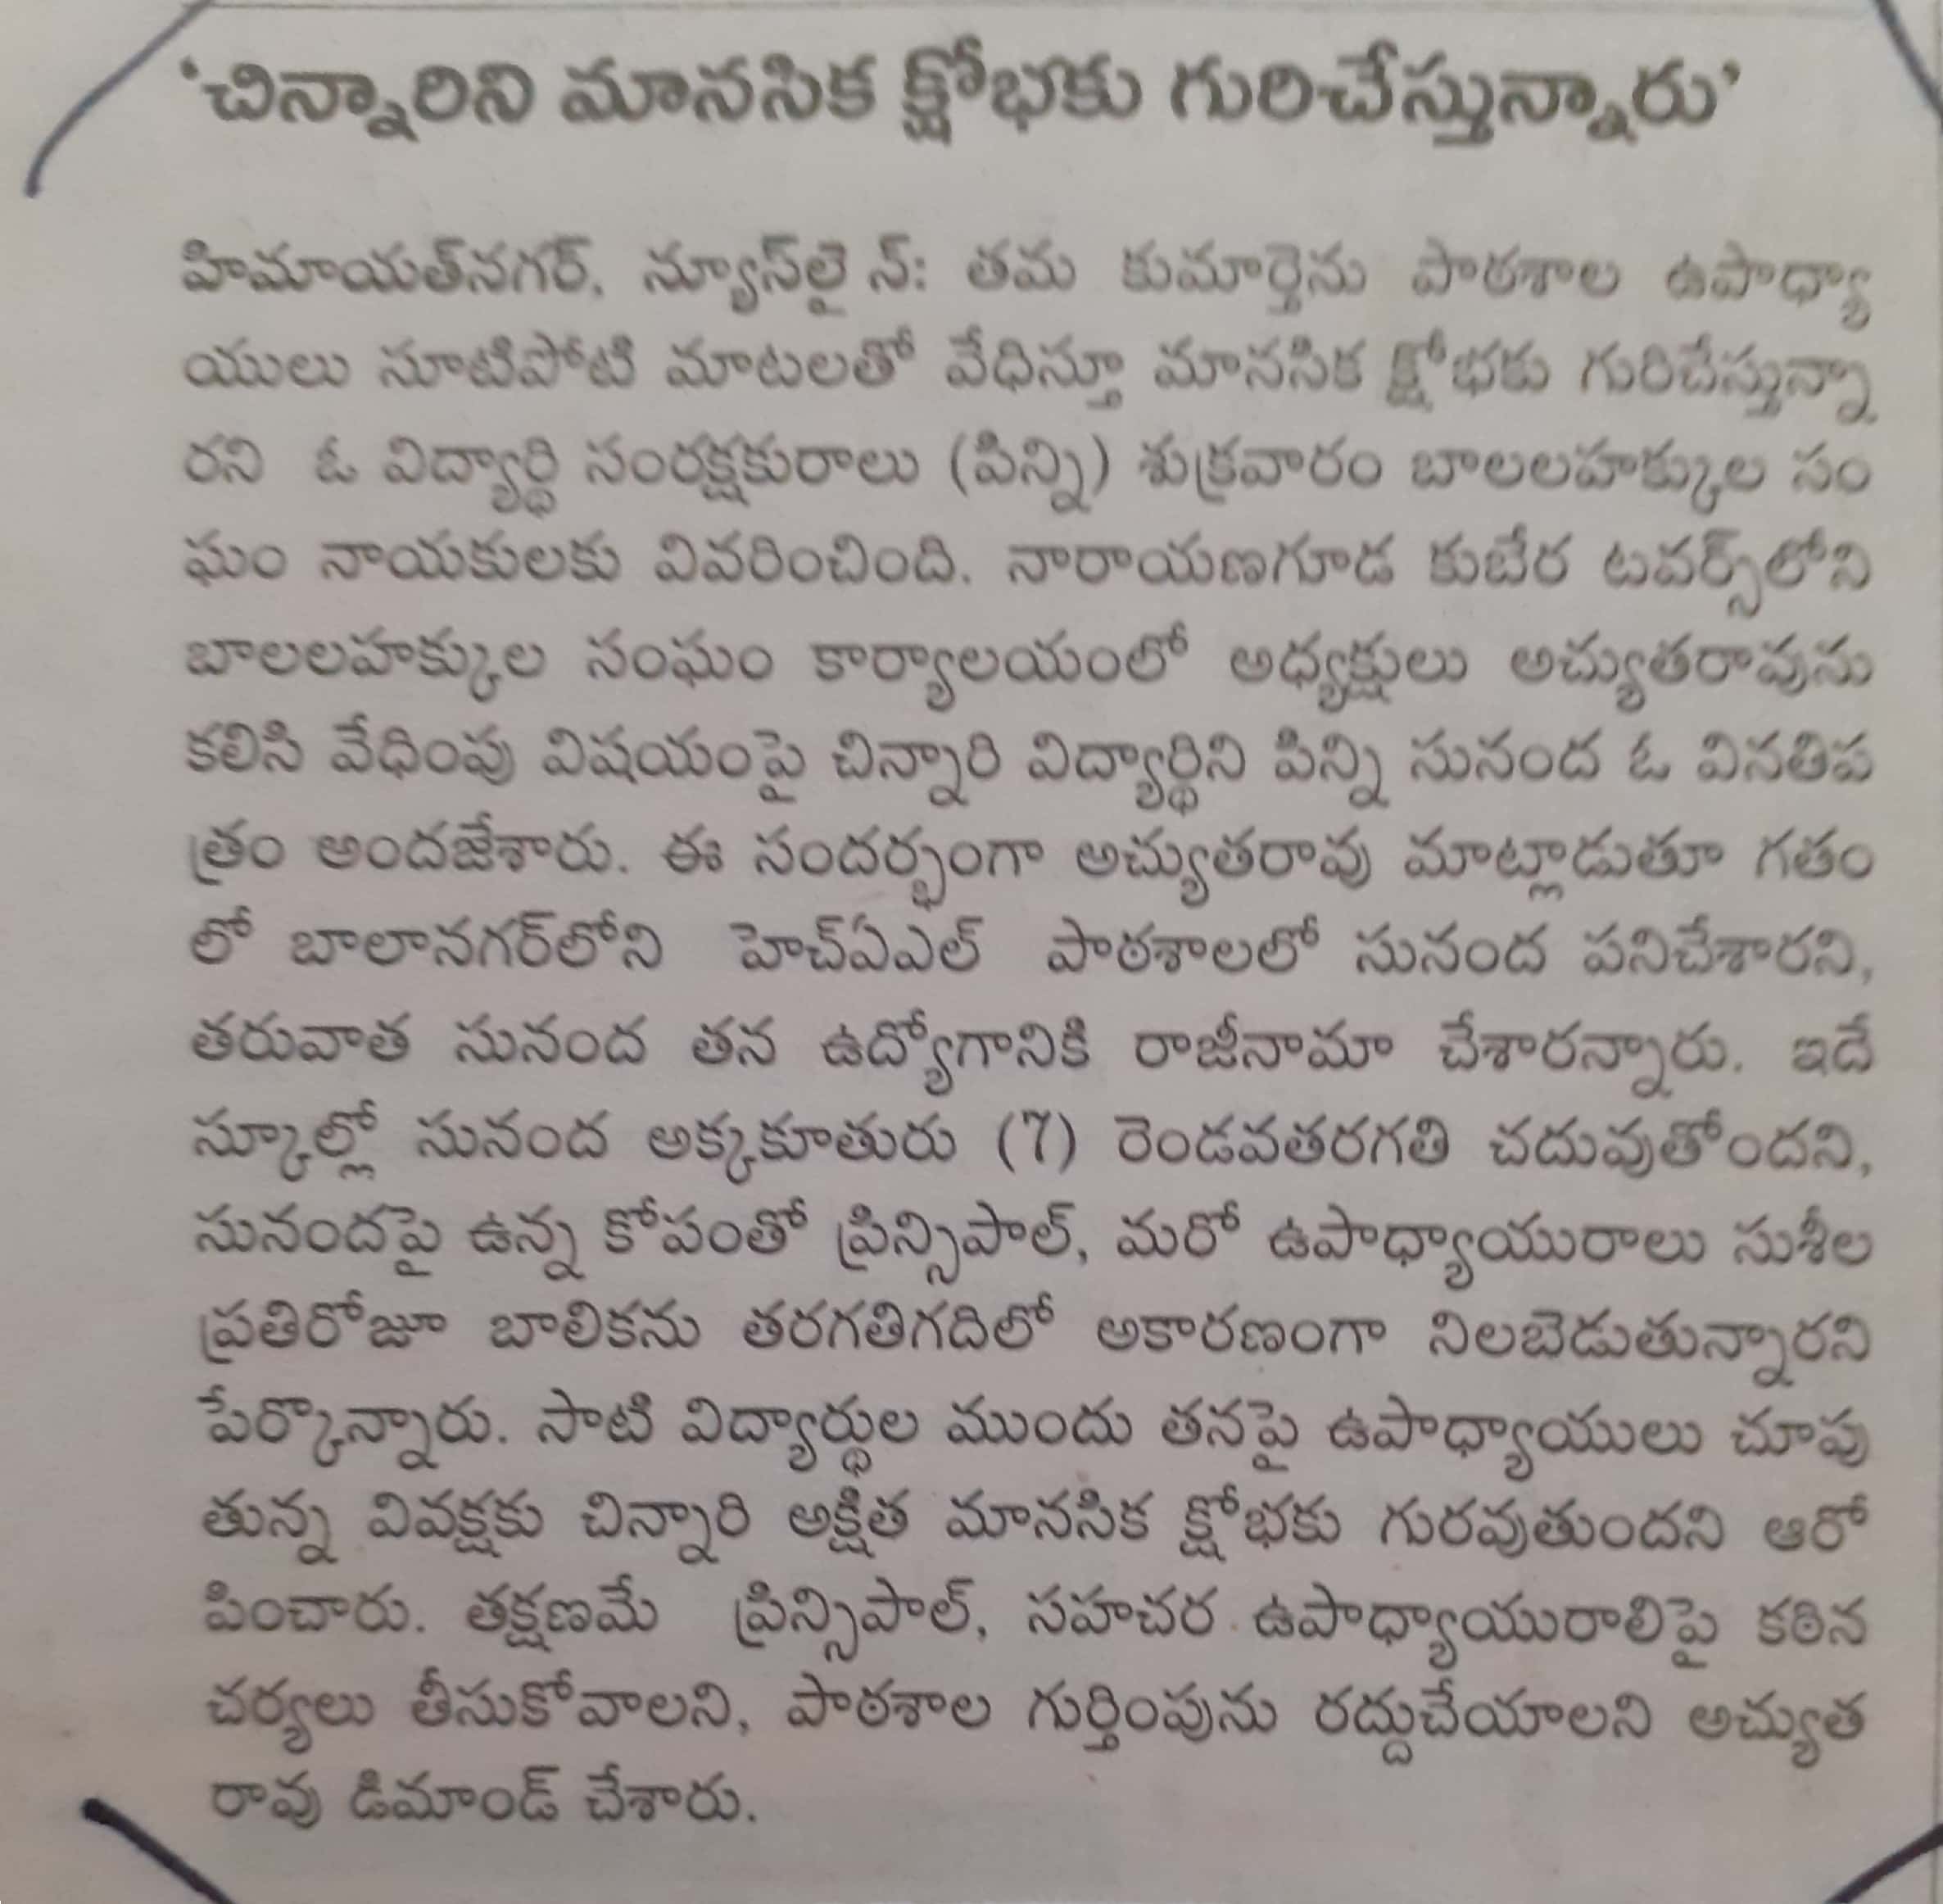 ‘చిన్నారిని మానసిక క్షోభకు గురిచేస్తున్నారు’
హిమాయత్‌నగర్, న్యూస్‌లై న్: తమ కుమార్తెను పాఠశాల ఉపాధ్యా
యులు సూటిపోటి మాటలతో వేధిస్తూ మానసిక క్షోభకు గురిచేస్తున్నా
రని ఓ విద్యార్థి సంరక్షకురాలు (పిన్ని) శుక్రవారం బాలలహక్కుల సం
ఘం నాయకులకు వివరించింది. నారాయణగూడ కుబేర టవర్స్‌లోని
బాలలహక్కుల సంఘం కార్యాలయంలో అధ్యక్షులు అచ్యుతరావును
కలిసి వేధింపు విషయంపై చిన్నారి విద్యార్థిని పిన్ని సునంద ఓ వినతిప
త్రం అందజేశారు. ఈ సందర్భంగా అచ్యుతరావు మాట్లాడుతూ గతం
లో బాలానగర్‌లోని హెచ్‌ఏఎల్ పాఠశాలలో సునంద పనిచేశారని,
తరువాత సునంద తన ఉద్యోగానికి రాజీనామా చేశారన్నారు. ఇదే
స్కూల్లో సునంద అక్కకూతురు (7) రెండవతరగతి చదువుతోందని,
సునందపై ఉన్న కోపంతో ప్రిన్సిపాల్, మరో ఉపాధ్యాయురాలు సుశీల
ప్రతిరోజూ బాలికను తరగతిగదిలో అకారణంగా నిలబెడుతున్నారని
పేర్కొన్నారు. సాటి విద్యార్థుల ముందు తనపై ఉపాధ్యాయులు చూపు
తున్న వివక్షకు చిన్నారి అక్షిత మానసిక క్షోభకు గురవుతుందని ఆరో
పించారు. తక్షణమే ప్రిన్సిపాల్, సహచర ఉపాధ్యాయురాలిపై కఠిన
చర్యలు తీసుకోవాలని, పాఠశాల గుర్తింపును రద్దుచేయాలని అచ్యుత
రావు డిమాండ్ చేశారు.